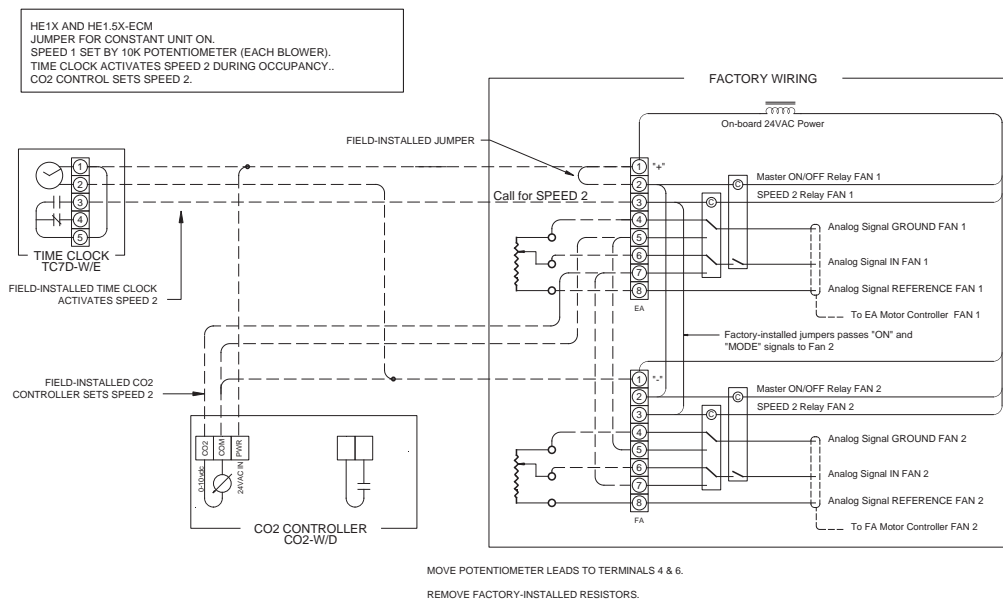 HE1X AND HE1.5X-ECM
JUMPER FOR CONSTANT UNIT ON.
SPEED 1 SET BY 10K POTENTIOMETER (EACH BLOWER).
TIME CLOCK ACTIVATES SPEED 2 DURING OCCUPANCY..
CO2 CONTROL SETS SPEED 2.
FACTORY WIRING
On-board 24VAC Power
FIELD-INSTALLED JUMPER
Call for SPEED 2
1
2
3
4
5
TIME CLOCK
TC7D-W/E
FIELD-INSTALLED TIME CLOCK
ACTIVATES SPEED 2
1 "+"
2
3
4
5
6
7
8
EA
C
C
Master ON/OFF Relay FAN 1
SPEED 2 Relay FAN 1
Analog Signal GROUND FAN 1
Analog Signal IN FAN 1
Analog Signal REFERENCE FAN 1
To EA Motor Controller FAN 1
Factory-installed jumpers passes "ON" and
"MODE" signals to Fan 2
FIELD-INSTALLED CO2
CONTROLLER SETS SPEED 2
CO2
COM
PWR
0-10vdc
24VAC IN
CO2 CONTROLLER
CO2-W/D
1 "-"
2
3
4
5
6
7
8
FA
C
C
Master ON/OFF Relay FAN 2
SPEED 2 Relay FAN 2
Analog Signal GROUND FAN 2
Analog Signal IN FAN 2
Analog Signal REFERENCE FAN 2
To FA Motor Controller FAN 2
MOVE POTENTIOMETER LEADS TO TERMINALS 4 & 6.
REMOVE FACTORY-INSTALLED RESISTORS.